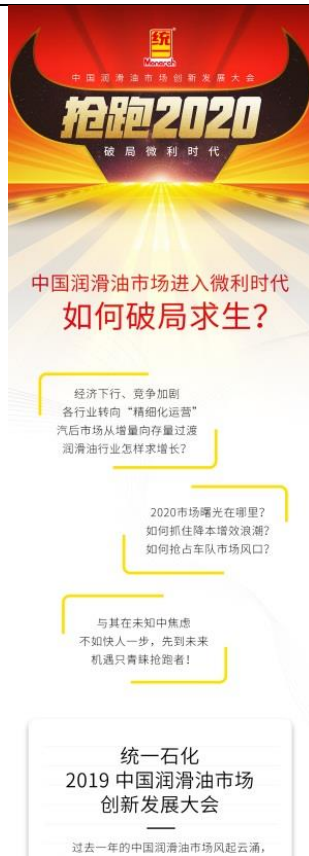 统
Monarch
中国润滑油市场创新发展大会
抢跑2020
破局微利时代
中国润滑油市场进入微利时代
如何破局求生？
经济下行、竞争加剧
各行业转向“精细化运营”
汽后市场从增量向存量过渡
润滑油行业怎样求增长？
2020市场曙光在哪里？
如何抓住降本增效浪潮？
如何抢占车队市场风口？
与其在未知中焦虑
不如快人一步，先到未来
机遇只青睐抢跑者！
统一石化
2019 中国润滑油市场
创新发展大会
过去一年的中国润滑油市场风起云涌，